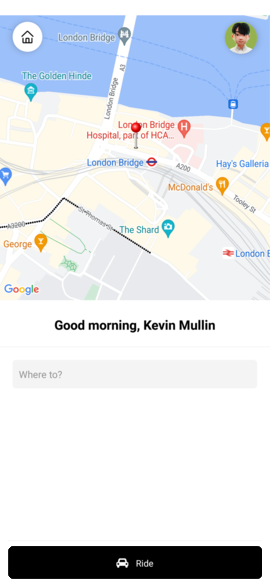 London Bridge
The Golden Hinde
A3
London Bridge
London Bridge
Hospital, part of HCA...
London Bridge
A200
Hay's Galleria
McDonald's
Tooley St
A3200
St Thomas St
The Shard
George
London B
Google
Good morning, Kevin Mullin
Where to?
Ride